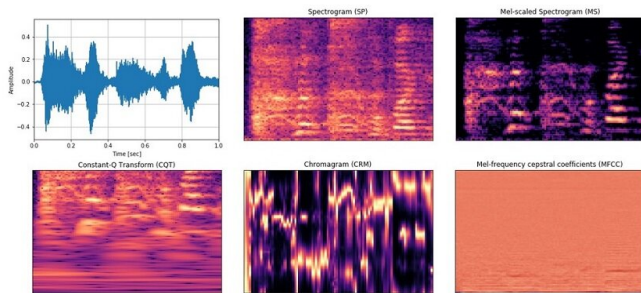 Spectrogram (SP)
Mel-scaled Spectrogram (MS)
0.4
0.2
0.0
0.2
0.4
Amplitude
0.0
0.2
0.4
0.6
0.8
1.0
Time [sec]
Constant-Q Transform (CQT)
Chromagram (CRM)
Mel-frequency cepstral coefficients (MFCC)